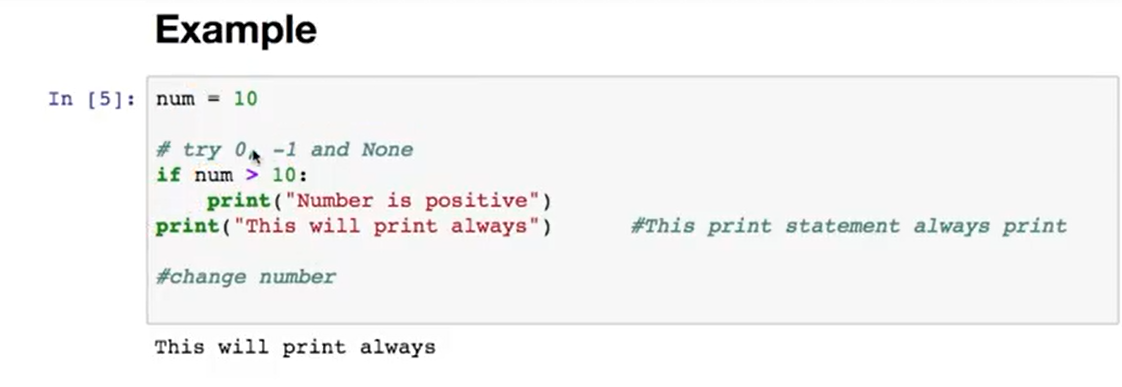 Example
In [5]: num = 10
# try 0, -1 and None
if num > 10:
print("Number is positive")
print("This will print always") #This print statement always print
#change number
This will print always